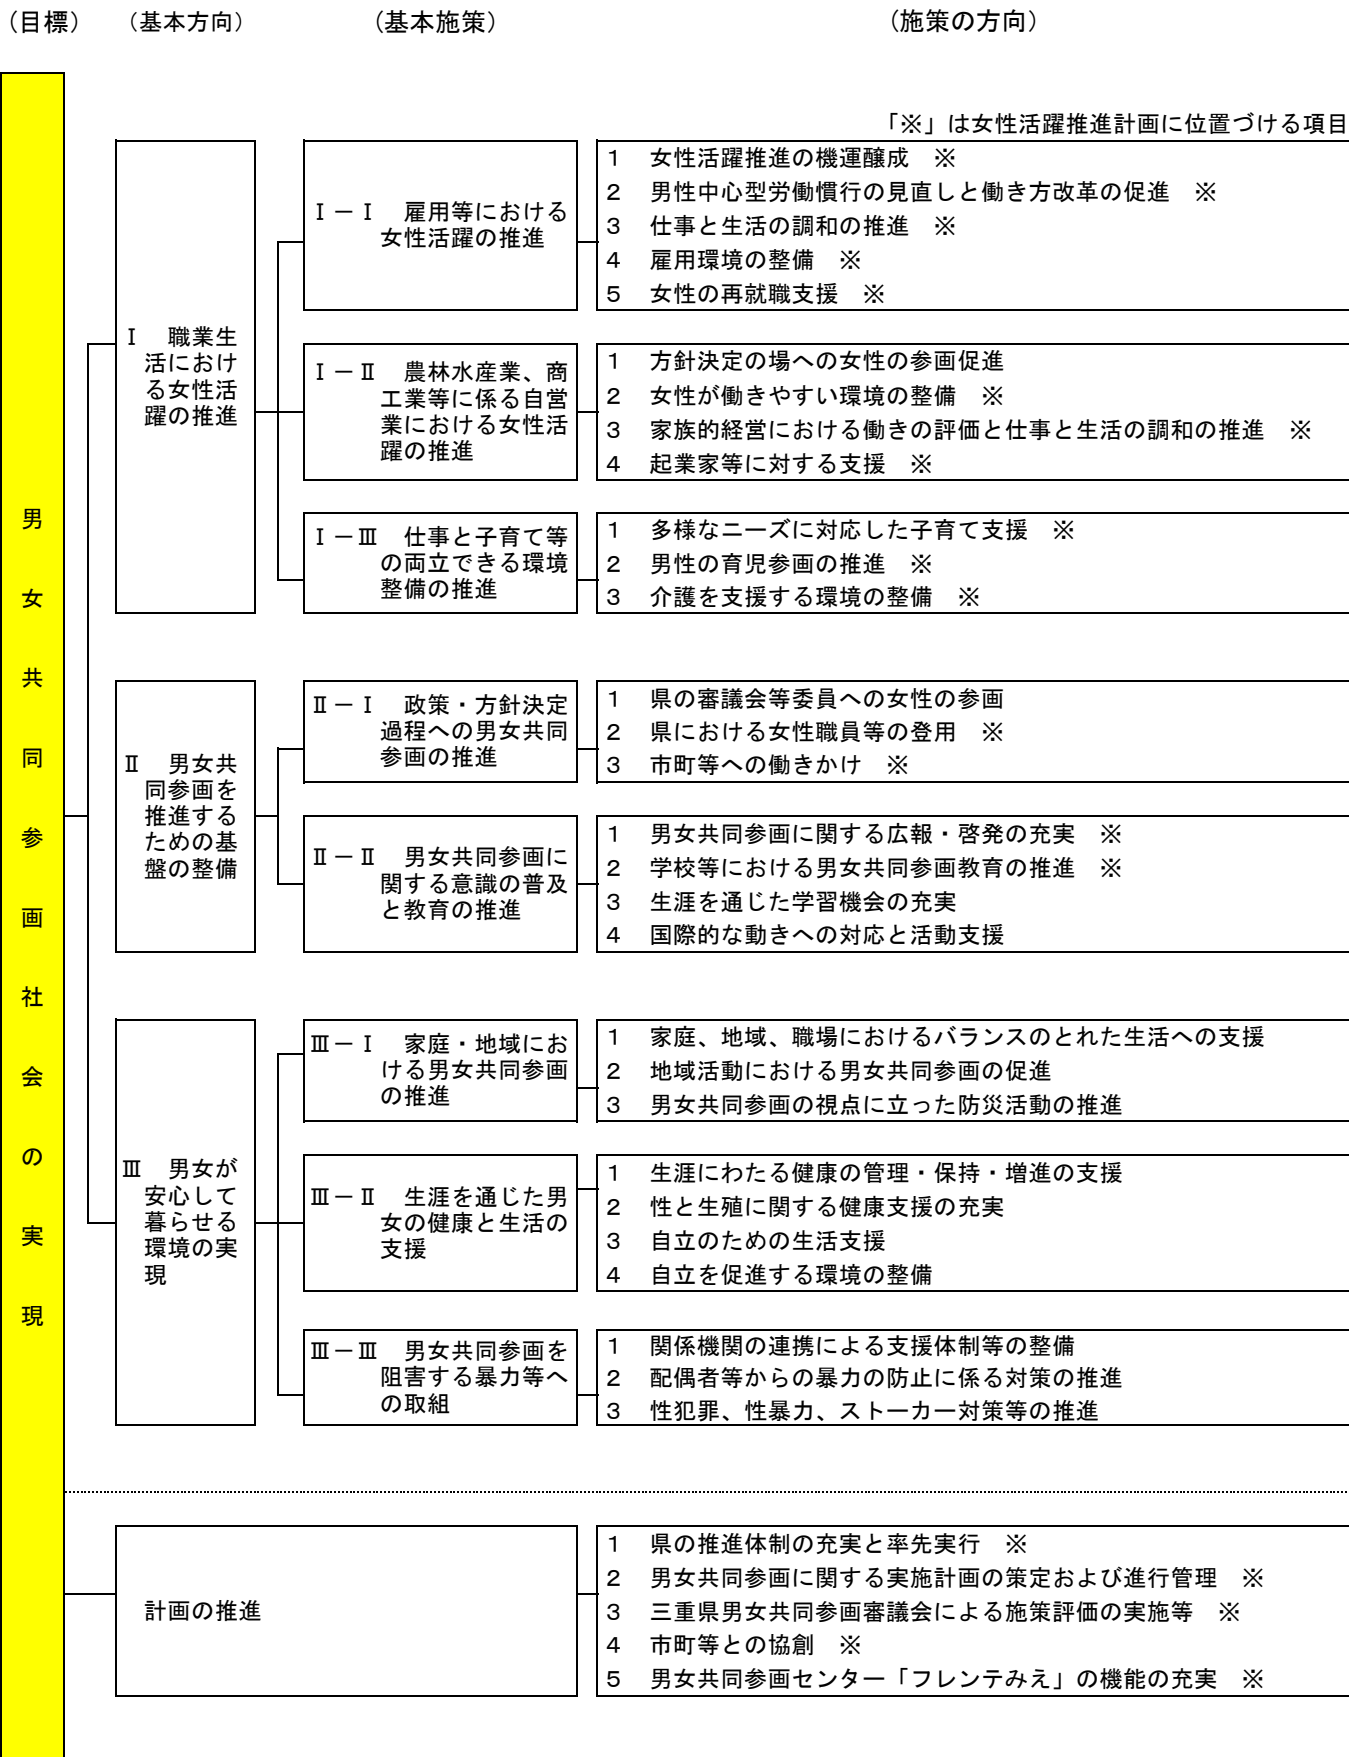 （目標）　（基本方向）　（基本施策）　（施策の方向）
「※」は女性活躍推進計画に位置づける項目
男女共同参画社会の実現
Ⅰ　職業生
活におけ
る女性活
躍の推進
Ⅰ－Ⅰ　雇用等における
女性活躍の推進
1　女性活躍推進の機運醸成　※
2　男性中心型労働慣行の見直しと働き方改革の促進　※
3　仕事と生活の調和の推進　※
4　雇用環境の整備　※
5　女性の再就職支援　※
Ⅰ－Ⅱ　農林水産業、商
工業等に係る自営
業における女性活
躍の推進
1　方針決定の場への女性の参画促進
2　女性が働きやすい環境の整備　※
3　家族的経営における働きの評価と仕事と生活の調和の推進　※
4　起業家等に対する支援　※
Ⅰ－Ⅲ　仕事と子育て等
の両立できる環境
整備の推進
1　多様なニーズに対応した子育て支援　※
2　男性の育児参画の推進　※
3　介護を支援する環境の整備　※
Ⅱ　男女共
同参画を
推進する
ための基
盤の整備
Ⅱ－Ⅰ　政策・方針決定
過程への男女共同
参画の推進
1　県の審議会等委員への女性の参画
2　県における女性職員等の登用　※
3　市町等への働きかけ　※
Ⅱ－Ⅱ　男女共同参画に
関する意識の普及
と教育の推進
1　男女共同参画に関する広報・啓発の充実　※
2　学校等における男女共同参画教育の推進　※
3　生涯を通じた学習機会の充実
4　国際的な動きへの対応と活動支援
Ⅲ　男女が
安心して
暮らせる
環境の実
現
Ⅲ－Ⅰ　家庭・地域にお
ける男女共同参画
の推進
1　家庭、地域、職場におけるバランスのとれた生活への支援
2　地域活動における男女共同参画の促進
3　男女共同参画の視点に立った防災活動の推進
Ⅲ－Ⅱ　生涯を通じた男
女の健康と生活の
支援
1　生涯にわたる健康の管理・保持・増進の支援
2　性と生殖に関する健康支援の充実
3　自立のための生活支援
4　自立を促進する環境の整備
Ⅲ－Ⅲ　男女共同参画を
阻害する暴力等へ
の取組
1　関係機関の連携による支援体制等の整備
2　配偶者等からの暴力の防止に係る対策の推進
3　性犯罪、性暴力、ストーカー対策等の推進
計画の推進
1　県の推進体制の充実と率先実行　※
2　男女共同参画に関する実施計画の策定および進行管理　※
3　三重県男女共同参画審議会による施策評価の実施等　※
4　市町等との協創　※
5　男女共同参画センター「フレンテみえ」の機能の充実　※